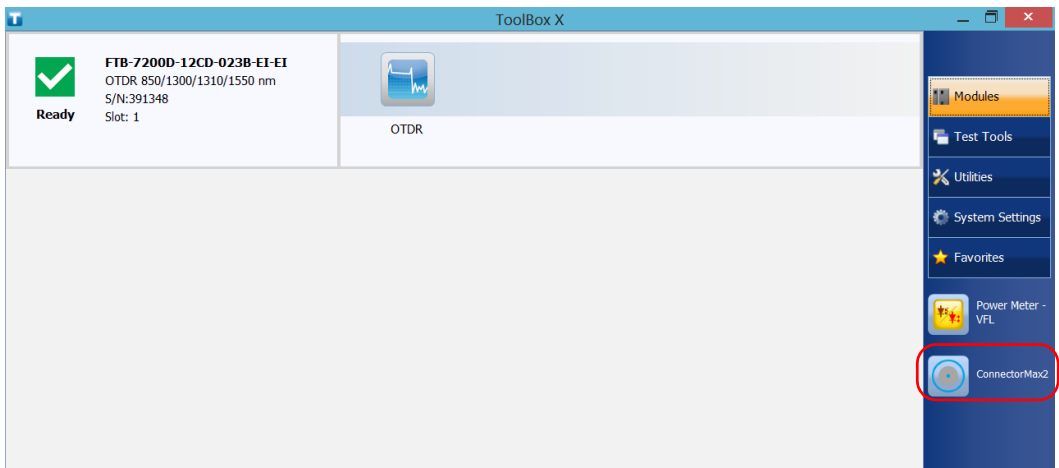 ToolBox X
FTB-7200D-12CD-023B-EI-EI
OTDR 850/1300/1310/1550 nm
S/N:391348
Ready
Slot: 1
OTDR
Modules
Test Tools
Utilities
System Settings
Favorites
Power Meter -
VFL
ConnectorMax2